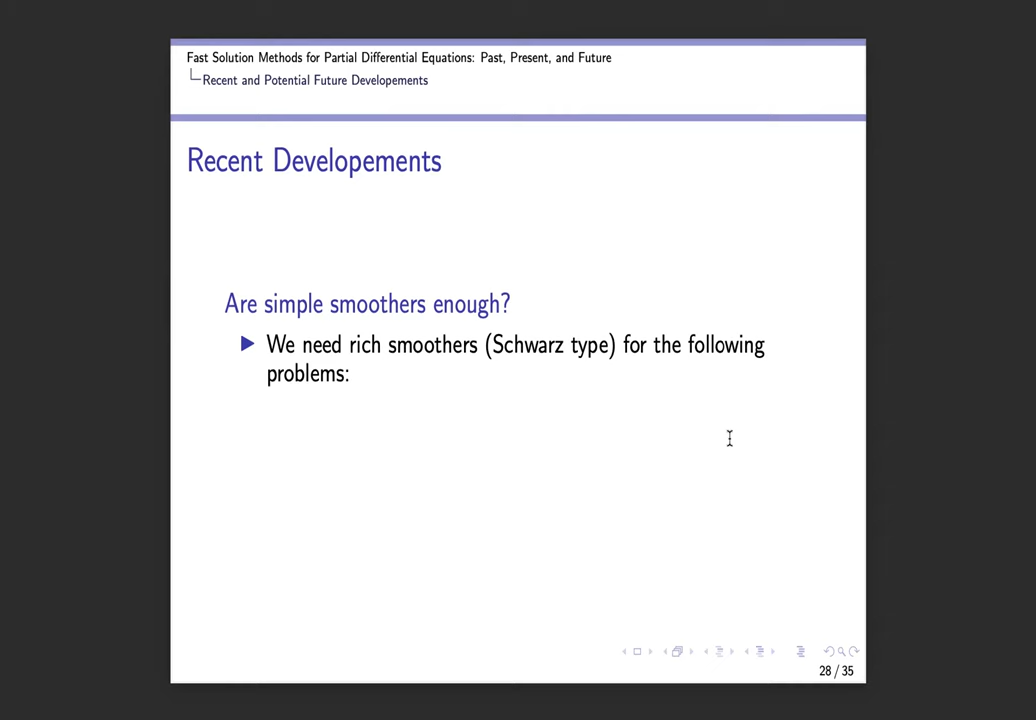 Fast Solution Methods for Partial Differential Equations: Past, Present, and Future
Recent and Potential Future Developements
Recent Developements
Are simple smoothers enough?
We need rich smoothers (Schwarz type) for the following
problems:
28 / 35